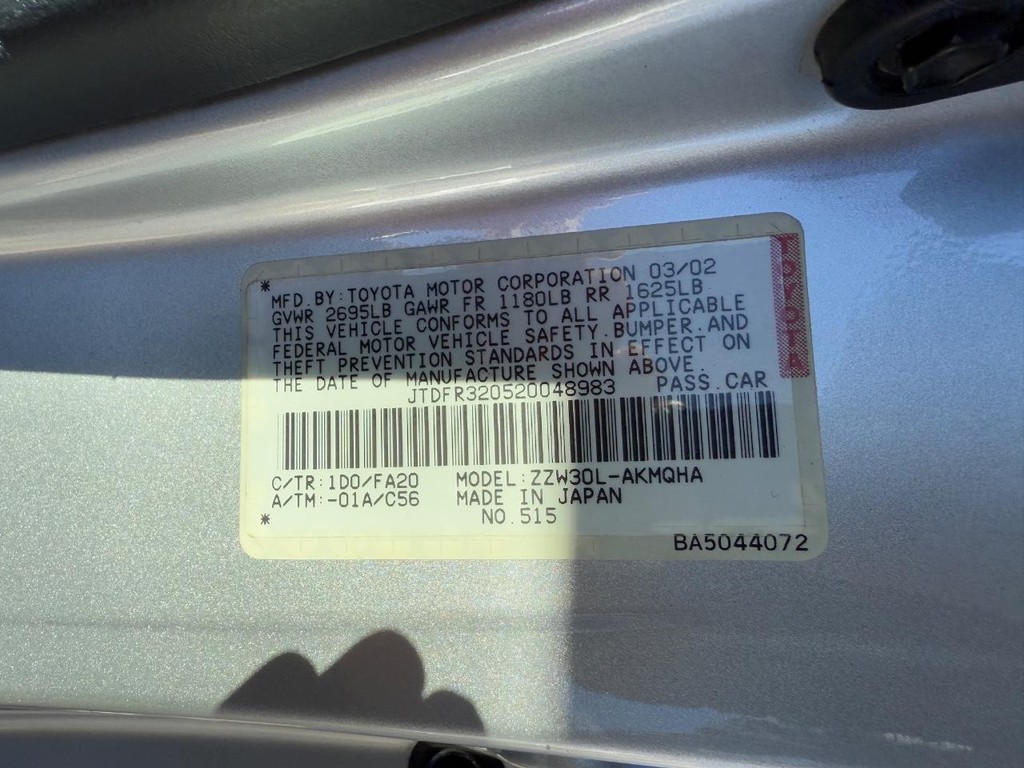 * MFD. BY: TOYOTA MOTOR CORPORATION 03/02
GVWR 2695LB GAWR FR 1180LB RR 1625LB
THIS VEHICLE CONFORMS TO ALL APPLICABLE
FEDERAL MOTOR VEHICLE SAFETY. BUMPER. AND
THEFT PREVENTION STANDARDS IN EFFECT ON
THE DATE OF MANUFACTURE SHOWN ABOVE.
JTDFR320520048983 PASS. CAR
C/TR: 1D0/FA20 MODEL: ZZW30L-AKMQHA
A/TM: -01A/C56 MADE IN JAPAN
* NO. 515
BA5044072
TOYOTA